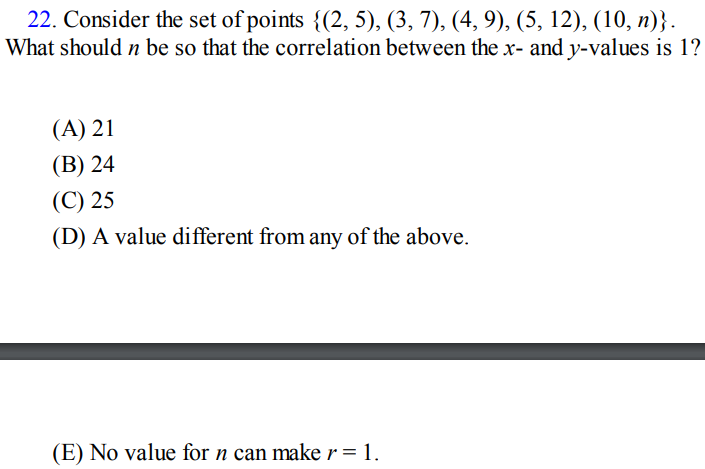 22. Consider the set of points {(2, 5), (3, 7), (4, 9), (5, 12), (10, n)}.
What should n be so that the correlation between the x- and y-values is 1?
(A) 21
(B) 24
(C) 25
(D) A value different from any of the above.
(E) No value for n can make r = 1.